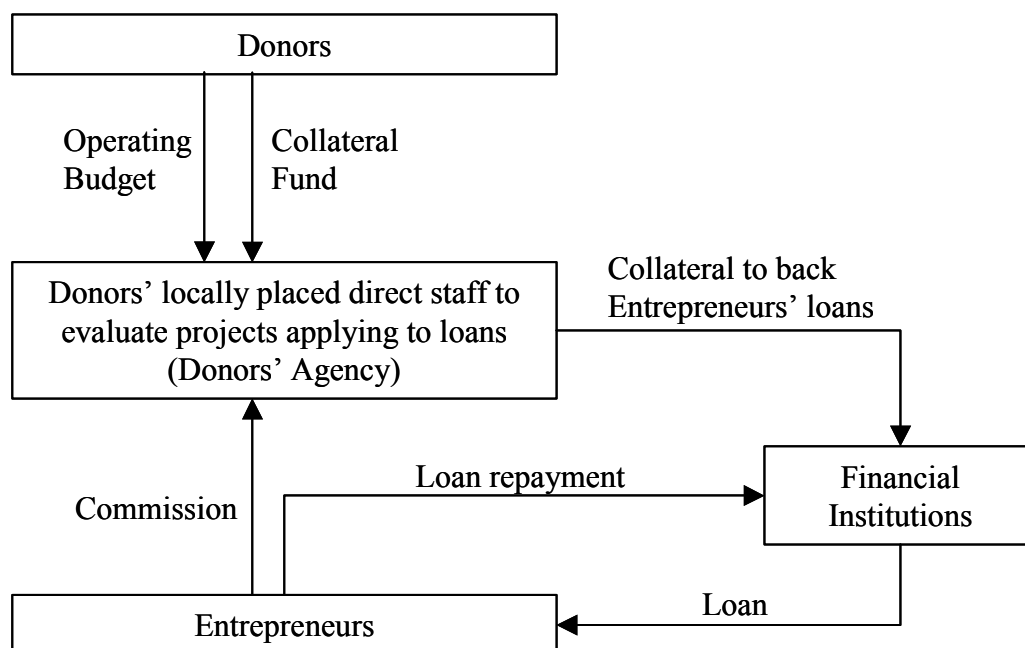 Donors
Operating
Budget
Collateral
Fund
Donors’ locally placed direct staff to
evaluate projects applying to loans
(Donors’ Agency)
Collateral to back
Entrepreneurs’ loans
Commission
Loan repayment
Financial
Institutions
Loan
Entrepreneurs